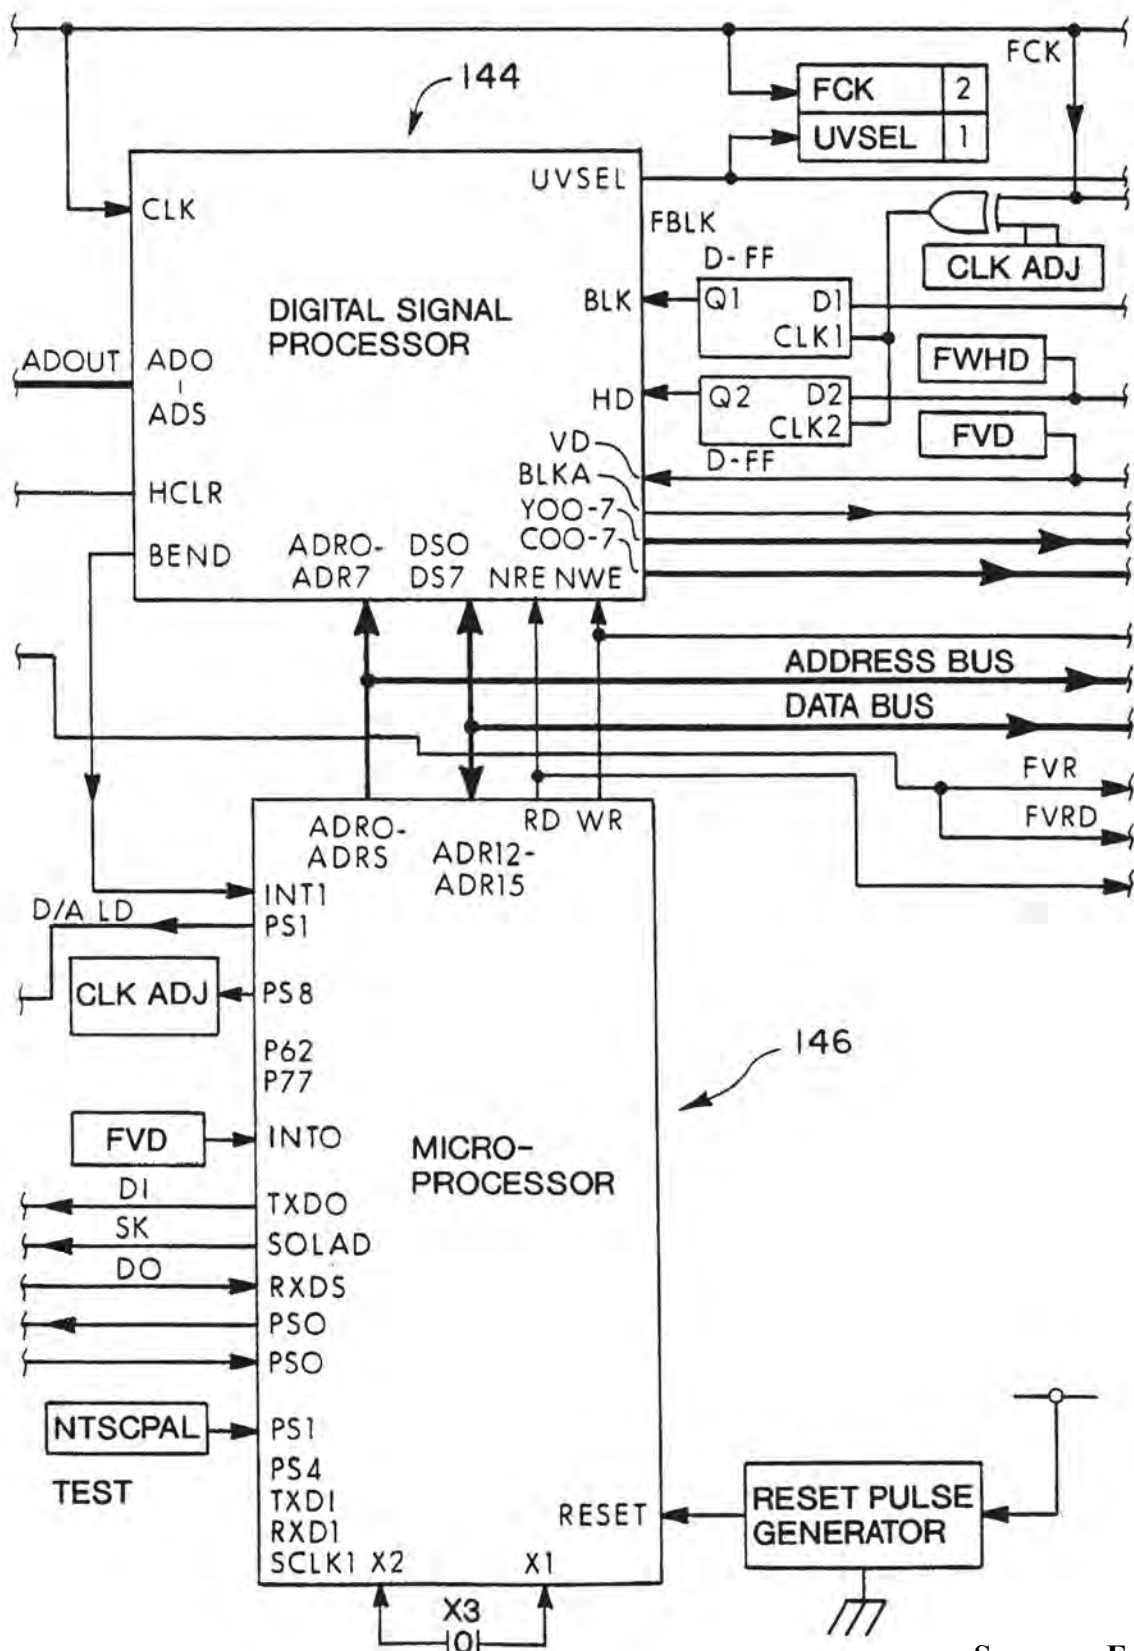 FCK
144
FCK 2
UVSEL 1
UVSEL
CLK
FBLK
CLK ADJ
D-FF
DIGITAL SIGNAL
PROCESSOR
BLK
Q1 D1
CLK1
ADOUT
ADO
ADS
FWHD
HD
Q2 D2
CLK2
FVD
D-FF
VD
BLKA
YOO-7
COO-7
HCLR
BEND
ADRO-
ADR7
DSO
DS7
NRE NWE
ADDRESS BUS
DATA BUS
FVR
FVRD
ADRO-
ADRS
RD WR
ADR12-
ADR15
INT1
D/A LD
PS1
CLK ADJ
PS8
146
P62
P77
FVD
INTO
MICRO-
PROCESSOR
DI
TXDO
SK
SOLAD
DO
RXDS
PSO
PSO
NTSCPAL
PS1
TEST
PS4
TXD1
RXD1
SCLK1 X2
X1
RESET
RESET PULSE
GENERATOR
X3